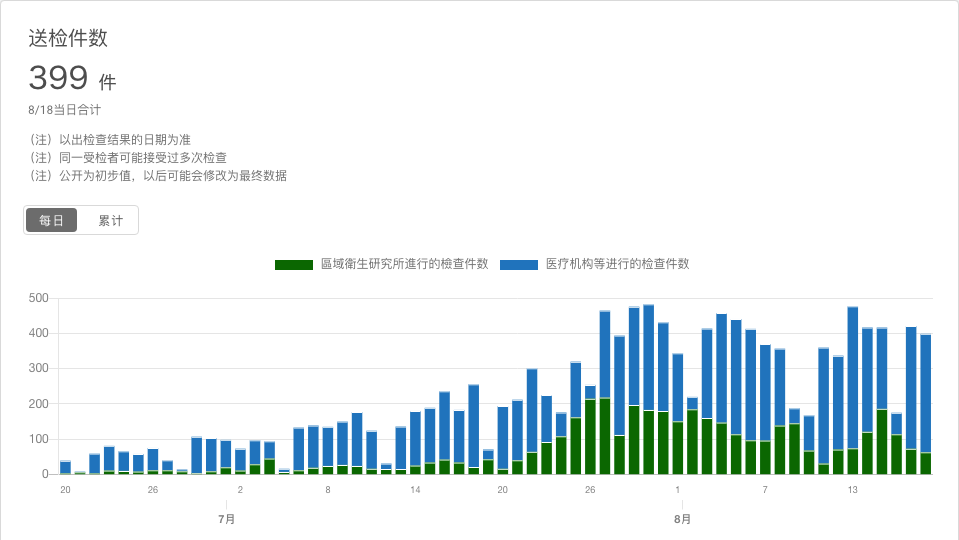 送检件数
399 件
8/18当日合计
（注）以出检查结果的日期为准
（注）同一受检者可能接受过多次检查
（注）公开为初步值，以后可能会修改为最终数据
每日 累计
區域衛生研究所進行的檢查件數 医疗机构等进行的检查件数
500
400
300
200
100
0
20 26 2 8 14 20 26 1 7 13
7月 8月